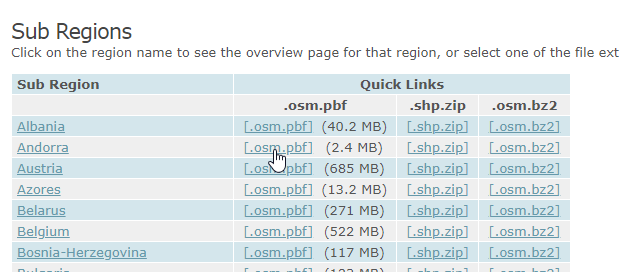 Sub Regions
Click on the region name to see the overview page for that region, or select one of the file ext
Sub Region Quick Links
.osm.pbf .shp.zip .osm.bz2
Albania [.osm.pbf] (40.2 MB) [.shp.zip] [.osm.bz2]
Andorra [.osm.pbf] (2.4 MB) [.shp.zip] [.osm.bz2]
Austria [.osm.pbf] (685 MB) [.shp.zip] [.osm.bz2]
Azores [.osm.pbf] (13.2 MB) [.shp.zip] [.osm.bz2]
Belarus [.osm.pbf] (271 MB) [.shp.zip] [.osm.bz2]
Belgium [.osm.pbf] (522 MB) [.shp.zip] [.osm.bz2]
Bosnia-Herzegovina [.osm.pbf] (117 MB) [.shp.zip] [.osm.bz2]